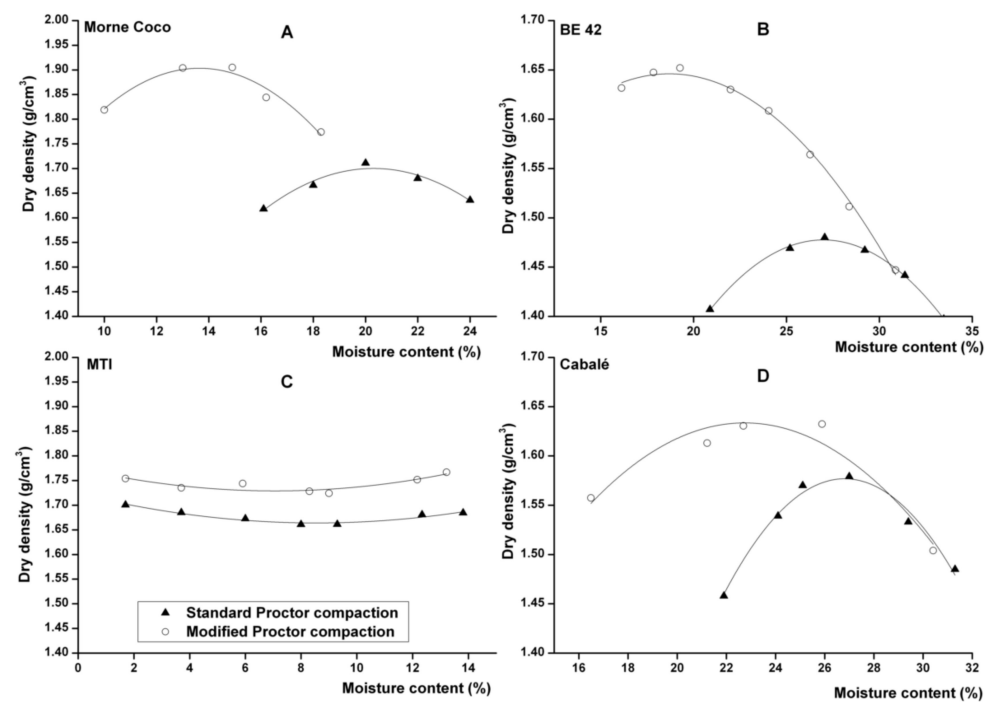 Morne Coco
A
Dry density (g/cm³)
2.00
1.95
1.90
1.85
1.80
1.75
1.70
1.65
1.60
1.55
1.50
1.45
1.40
10 12 14 16 18 20 22 24
Moisture content (%)
BE 42
B
Dry density (g/cm³)
1.70
1.65
1.60
1.55
1.50
1.45
1.40
15 20 25 30 35
Moisture content (%)
MTI
C
Dry density (g/cm³)
2.00
1.95
1.90
1.85
1.80
1.75
1.70
1.65
1.60
1.55
1.50
1.45
1.40
Standard Proctor compaction
Modified Proctor compaction
0 2 4 6 8 10 12 14
Moisture content (%)
Cabalé
D
Dry density (g/cm³)
1.70
1.65
1.60
1.55
1.50
1.45
1.40
16 18 20 22 24 26 28 30 32
Moisture content (%)